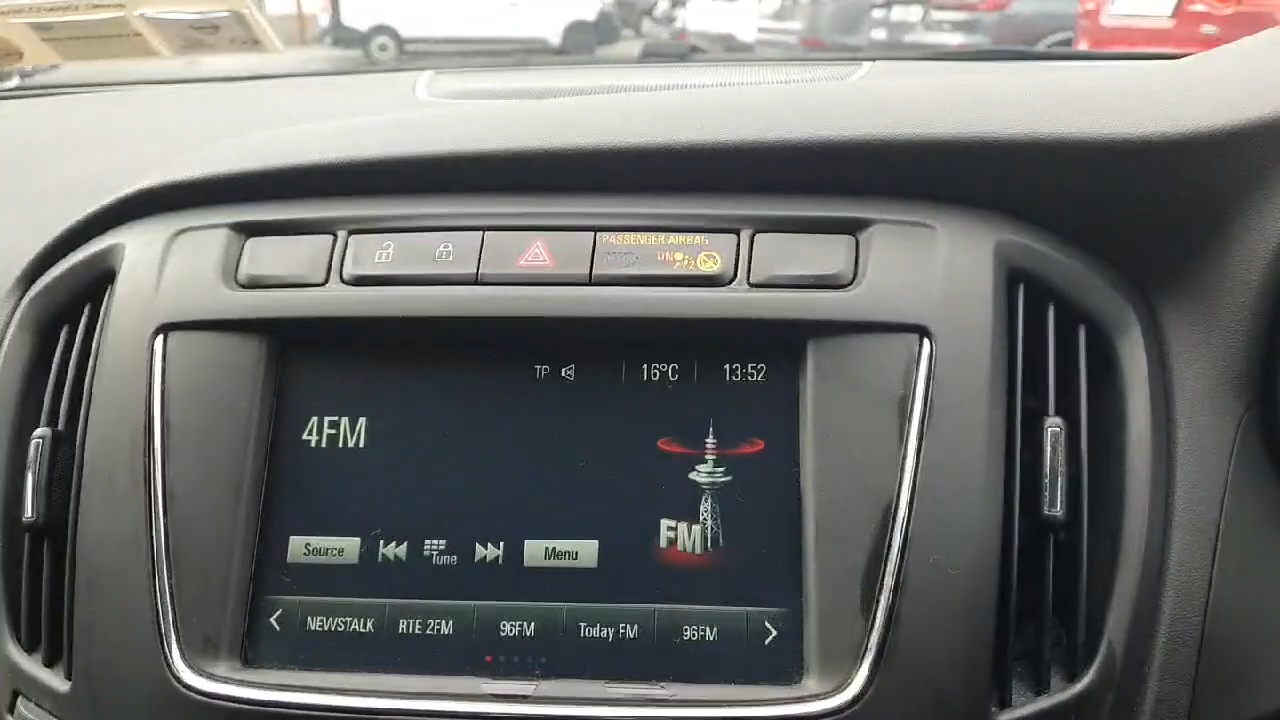 PASSENGER AIRBAG
ON
TP
16°C
13:52
4FM
FM
Source
Tune
Menu
NEWSTALK
RTE 2FM
96FM
Today FM
96FM